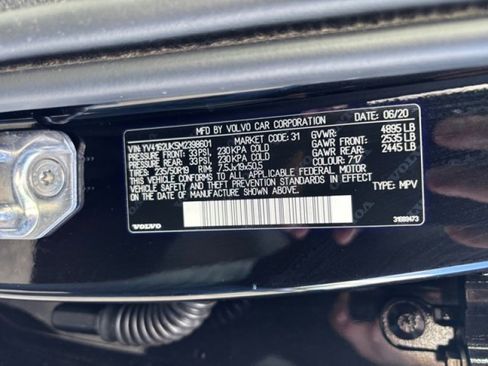 MFD BY VOLVO CAR CORPORATION DATE: 06/20
VIN: YV4162UK5M2398601 MARKET: 31 GVWR: 4895 LB
PRESSURE FRONT: 33PSI, 230 KPA COLD GAWR FRONT: 2535 LB
PRESSURE REAR: 33PSI, 230 KPA COLD GAWR REAR: 2445 LB
TIRES: 235/50R19 RIM: 7.5Jx19x50.5 COLOUR: 717
THIS VEHICLE CONFORMS TO ALL APPLICABLE FEDERAL MOTOR
VEHICLE SAFETY, AND THEFT PREVENTION STANDARDS IN EFFECT
ON THE DATE OF MANUFACTURE SHOWN ABOVE. TYPE: MPV
VOLVO